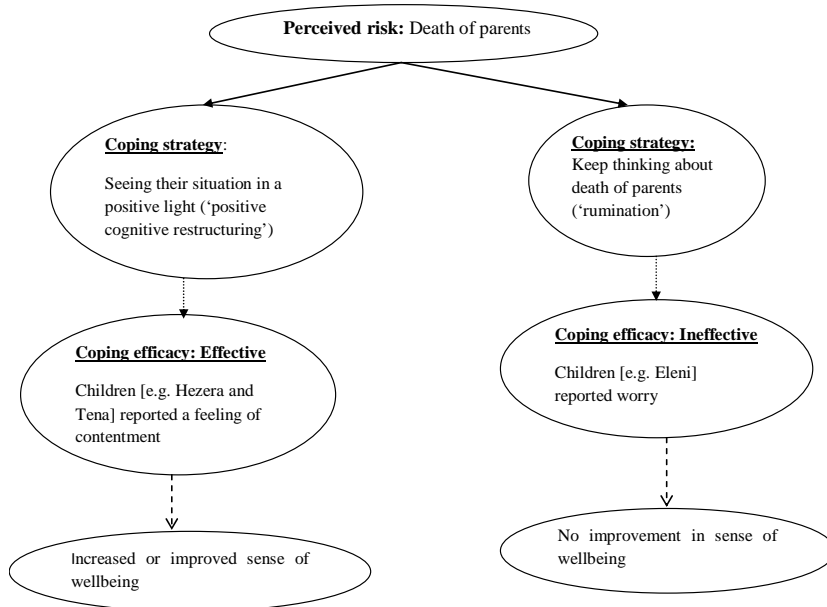 Perceived risk: Death of parents
Coping strategy:
Seeing their situation in a
positive light (‘positive
cognitive restructuring’)
Coping strategy:
Keep thinking about
death of parents
(‘rumination’)
Coping efficacy: Effective
Children [e.g. Hezera and
Tena] reported a feeling of
contentment
Coping efficacy: Ineffective
Children [e.g. Eleni]
reported worry
Increased or improved sense of
wellbeing
No improvement in sense of
wellbeing